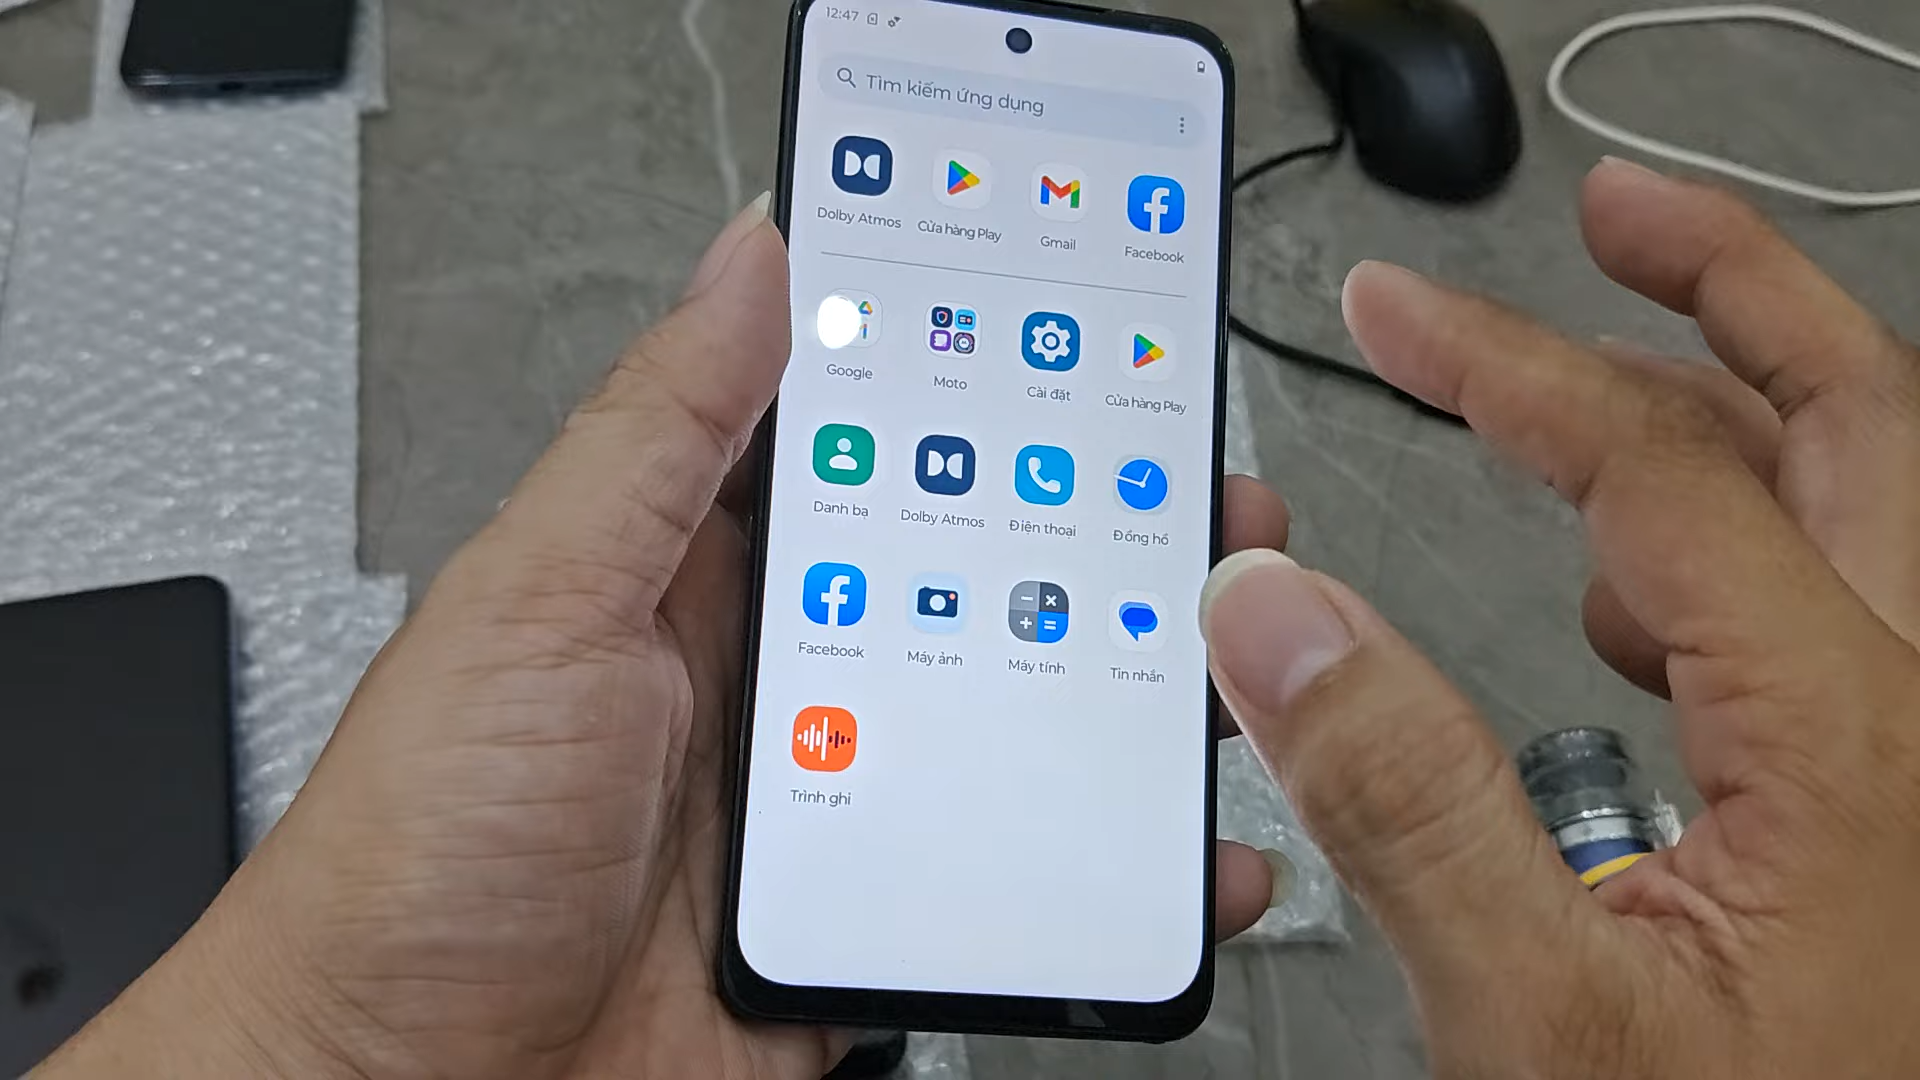 12:47
Tìm kiếm ứng dụng
Dolby Atmos
Cửa hàng Play
Gmail
Facebook
Google
Moto
Cài đặt
Cửa hàng Play
Danh bạ
Dolby Atmos
Điện thoại
Đồng hồ
Facebook
Máy ảnh
Máy tính
Tin nhắn
Trình ghi